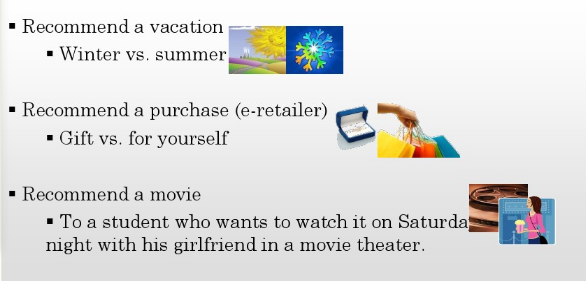 ▪ Recommend a vacation
▪ Winter vs. summer
▪ Recommend a purchase (e-retailer)
▪ Gift vs. for yourself
▪ Recommend a movie
▪ To a student who wants to watch it on Saturda
night with his girlfriend in a movie theater.